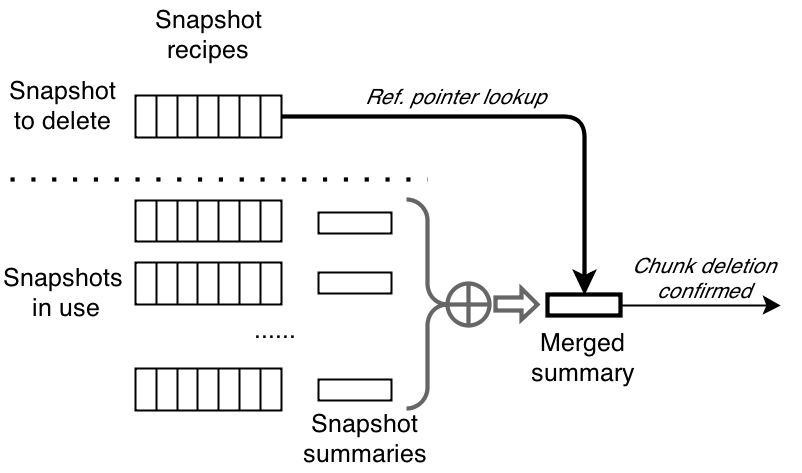 Snapshot
recipes
Snapshot
to delete
Ref. pointer lookup
Snapshots
in use
......
Chunk deletion
confirmed
Merged
summary
Snapshot
summaries